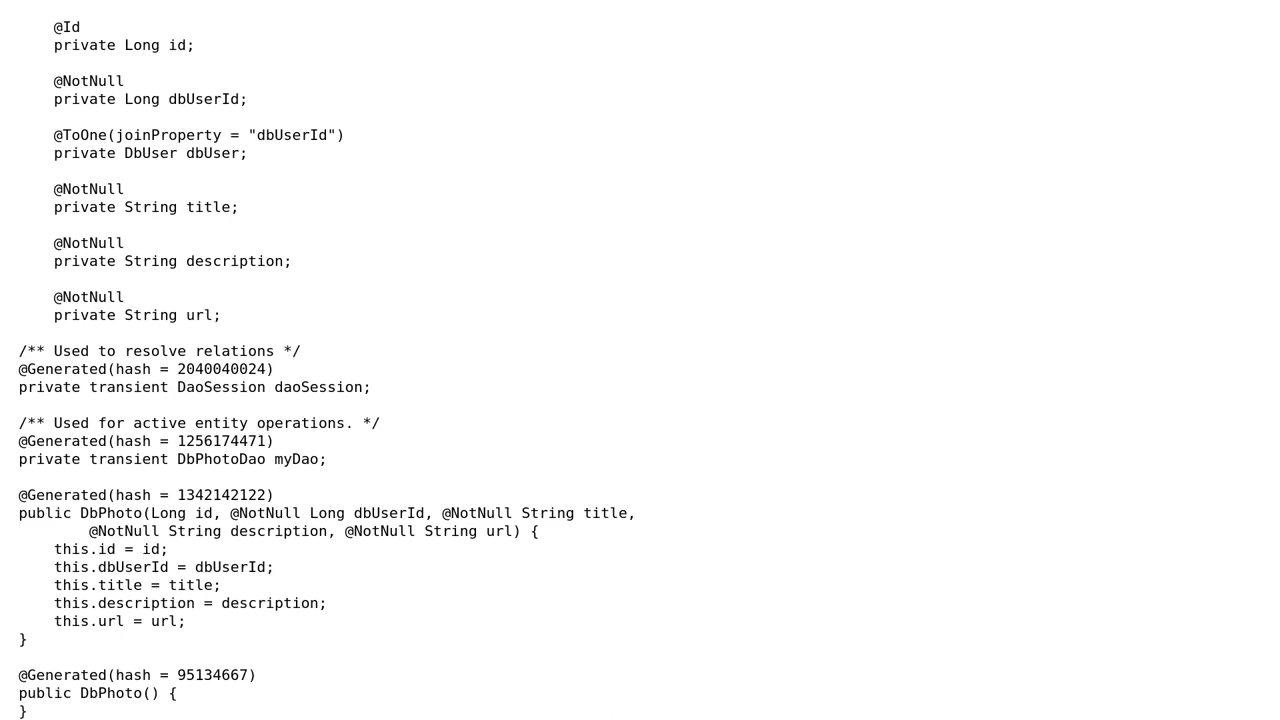 @Id
    private Long id;

    @NotNull
    private Long dbUserId;

    @ToOne(joinProperty = "dbUserId")
    private DbUser dbUser;

    @NotNull
    private String title;

    @NotNull
    private String description;

    @NotNull
    private String url;

/** Used to resolve relations */
@Generated(hash = 2040040024)
private transient DaoSession daoSession;

/** Used for active entity operations. */
@Generated(hash = 1256174471)
private transient DbPhotoDao myDao;

@Generated(hash = 1342142122)
public DbPhoto(Long id, @NotNull Long dbUserId, @NotNull String title,
        @NotNull String description, @NotNull String url) {
    this.id = id;
    this.dbUserId = dbUserId;
    this.title = title;
    this.description = description;
    this.url = url;
}

@Generated(hash = 95134667)
public DbPhoto() {
}